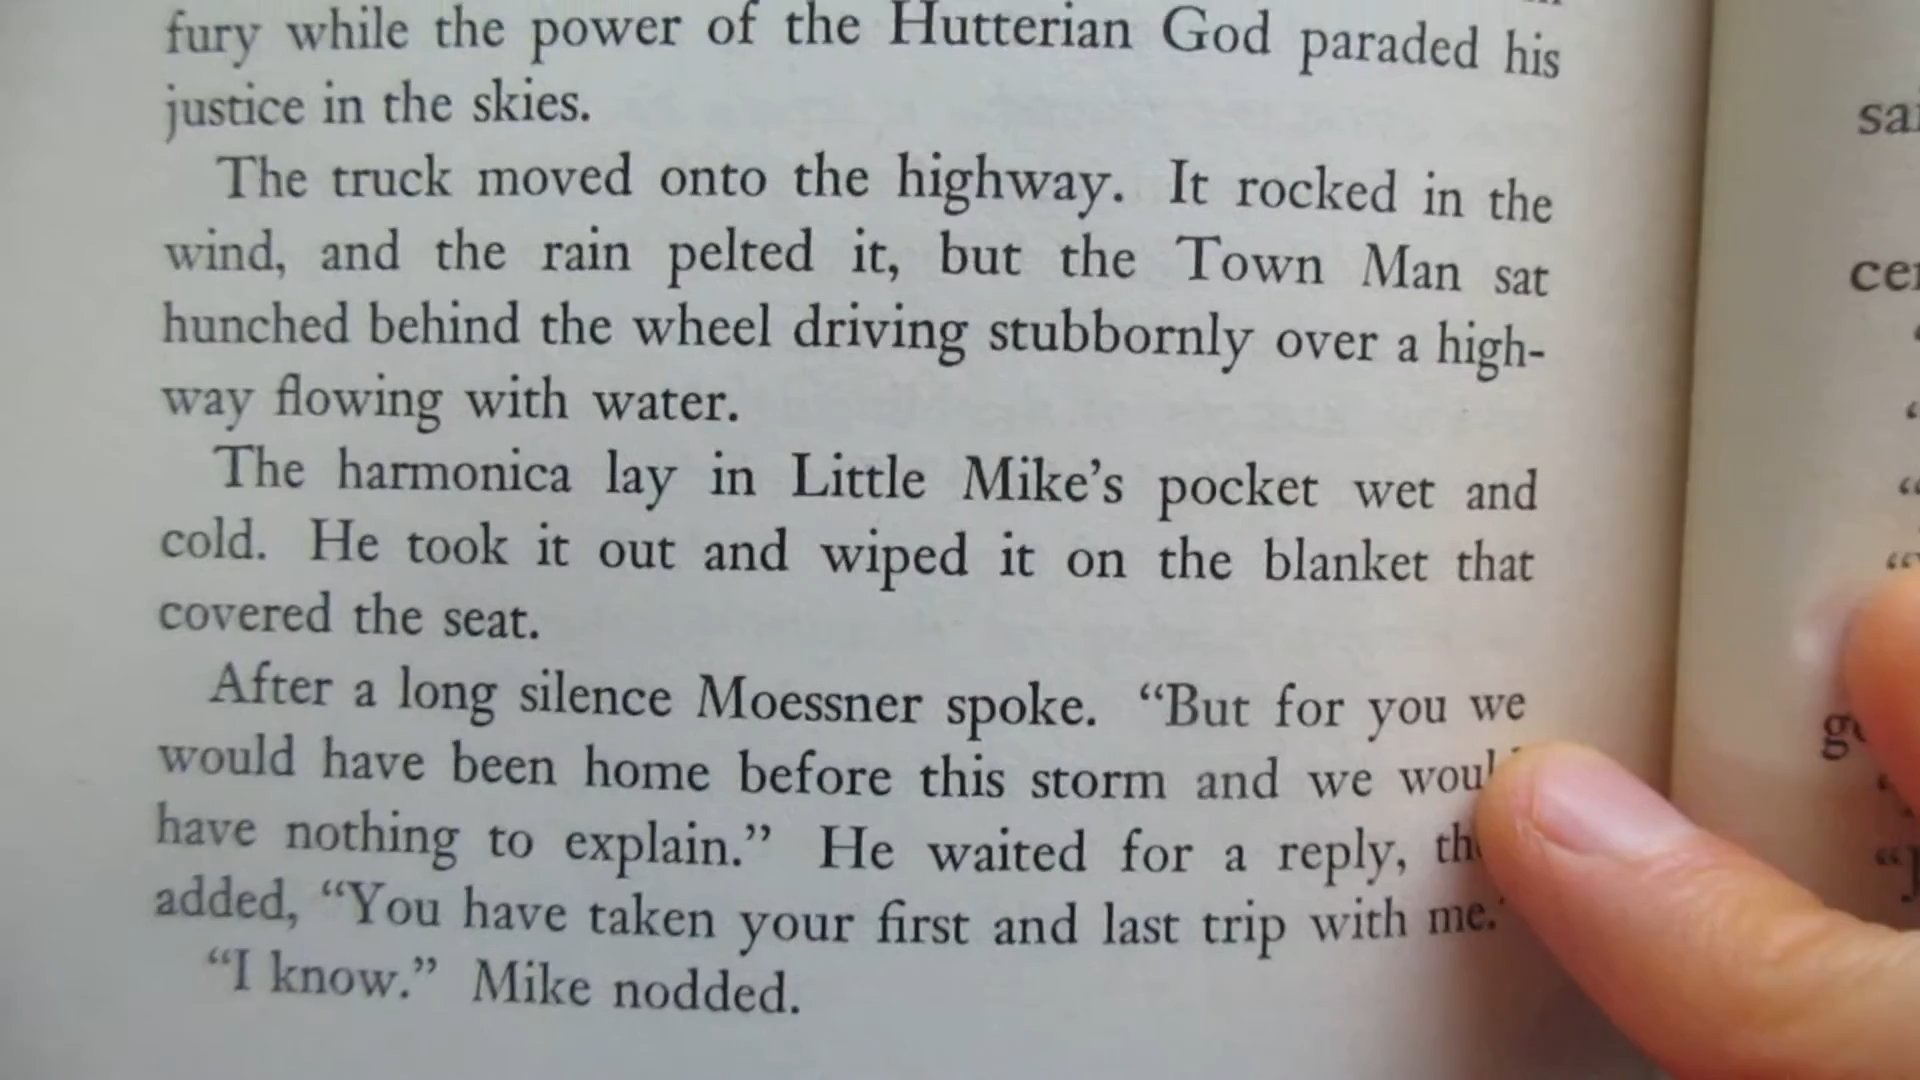 fury while the power of the Hutterian God paraded his
justice in the skies.
The truck moved onto the highway. It rocked in the
wind, and the rain pelted it, but the Town Man sat
hunched behind the wheel driving stubbornly over a high-
way flowing with water.
The harmonica lay in Little Mike's pocket wet and
cold. He took it out and wiped it on the blanket that
covered the seat.
After a long silence Moessner spoke. “But for you we
would have been home before this storm and we
have nothing to explain.” He waited for a reply,
added, “You have taken your first and last trip with me.
“I know.” Mike nodded.